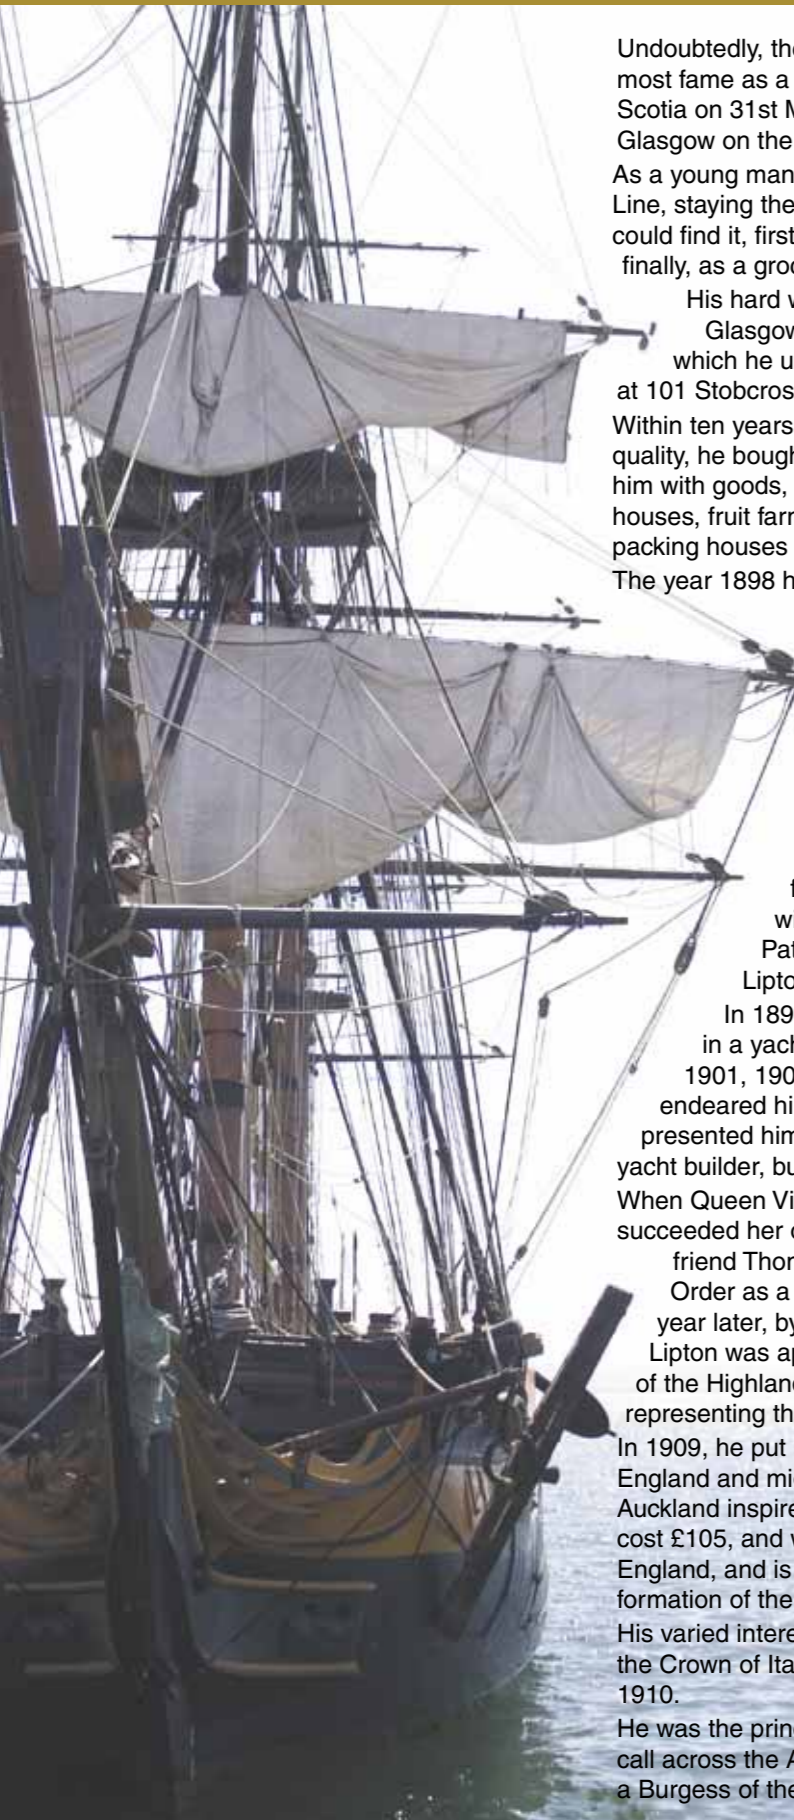 Undoubtedly, the
most fame as a
Scotia on 31st M
Glasgow on the
As a young man
Line, staying the
could find it, first
finally, as a groc
His hard w
Glasgow
which he u
at 101 Stobcros
Within ten years
quality, he bough
him with goods,
houses, fruit farm
packing houses
The year 1898 h
f
wi
Pat
Lipto
In 189
in a yach
1901, 190
endeared hi
presented him
yacht builder, bu
When Queen Vi
succeeded her o
friend Thom
Order as a
year later, by
Lipton was ap
of the Highland
representing th
In 1909, he put
England and mid
Auckland inspire
cost £105, and w
England, and is
formation of the
His varied intere
the Crown of Ita
1910.
He was the princ
call across the A
a Burgess of the